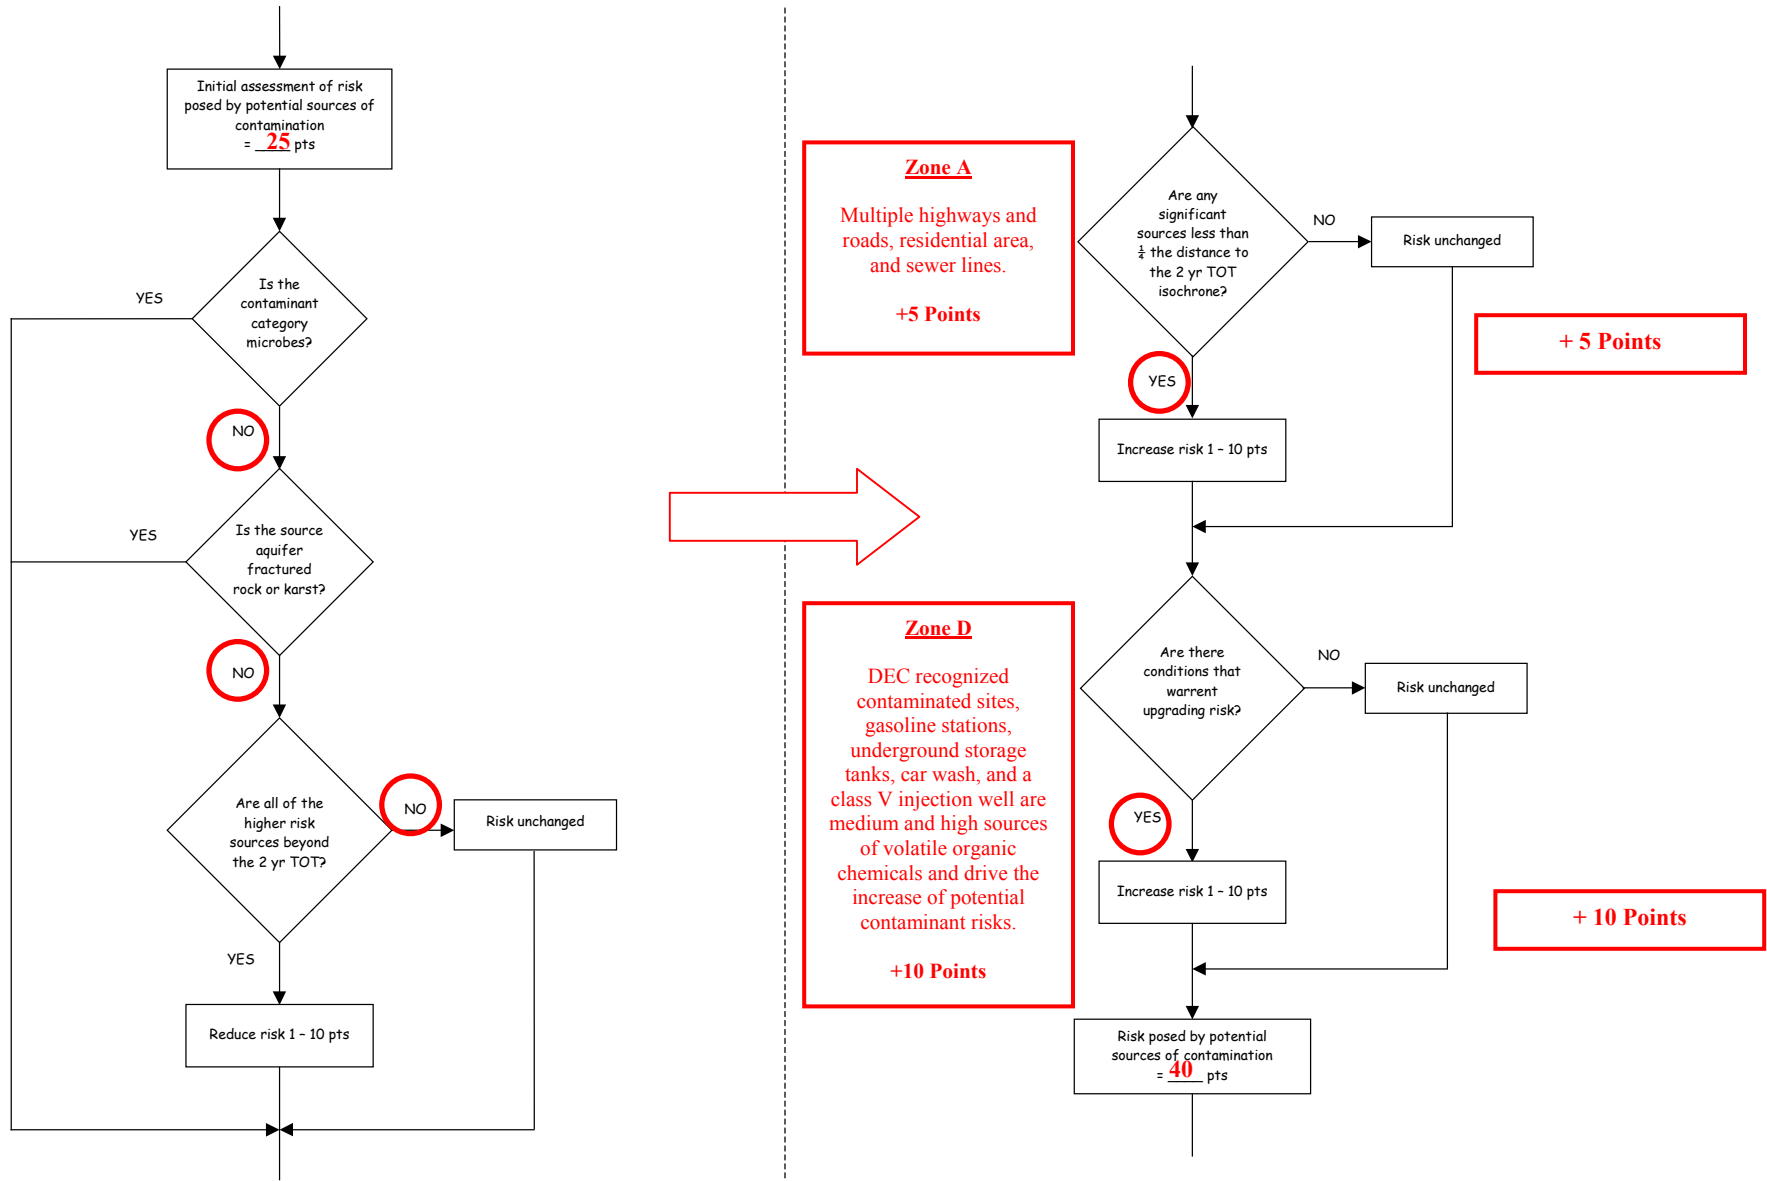 Initial assessment of risk
posed by potential sources of
contamination
= 25 pts
Is the
contaminant
category
microbes?
YES
NO
Is the source
aquifer
fractured
rock or karst?
YES
NO
Are all of the
higher risk
sources beyond
the 2 yr TOT?
NO
Risk unchanged
YES
Reduce risk 1 – 10 pts
Zone A
Multiple highways and
roads, residential area,
and sewer lines.
+5 Points
Are any
significant
sources less than
¼ the distance to
the 2 yr TOT
isochrone?
NO
Risk unchanged
+ 5 Points
YES
Increase risk 1 – 10 pts
Zone D
DEC recognized
contaminated sites,
gasoline stations,
underground storage
tanks, car wash, and a
class V injection well are
medium and high sources
of volatile organic
chemicals and drive the
increase of potential
contaminant risks.
+10 Points
Are there
conditions that
warrent
upgrading risk?
NO
Risk unchanged
YES
Increase risk 1 – 10 pts
+ 10 Points
Risk posed by potential
sources of contamination
= 40 pts